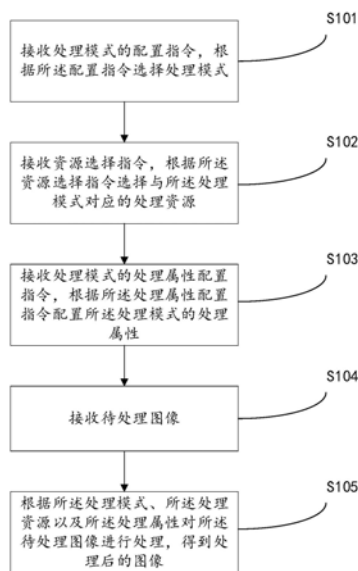 S101
接收处理模式的配置指令，根
据所述配置指令选择处理模式
S102
接收资源选择指令，根据所述
资源选择指令选择与所述处理
模式对应的处理资源
S103
接收处理模式的处理属性配置
指令，根据所述处理属性配置
指令配置所述处理模式的处理
属性
S104
接收待处理图像
S105
根据所述处理模式、所述处理
资源以及所述处理属性对所述
待处理图像进行处理，得到处
理后的图像